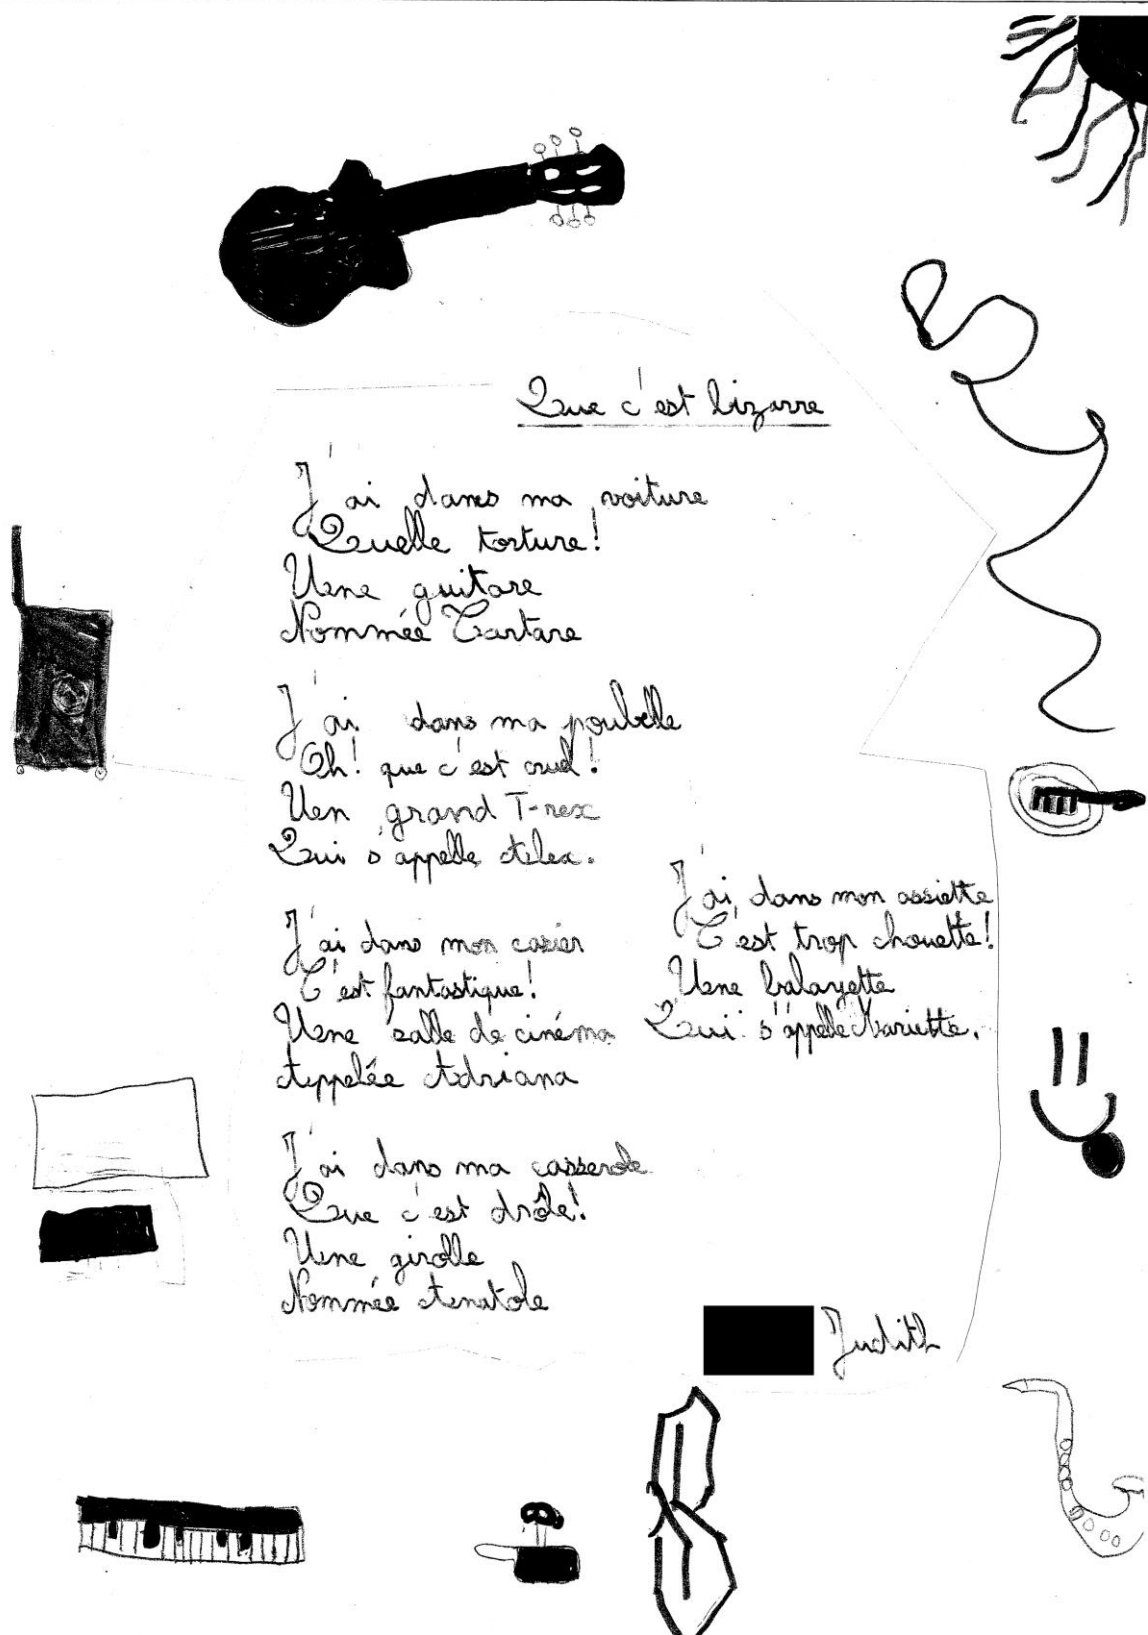 Que c'est bizarre
J'ai dans ma voiture
Quelle torture!
Une guitare
Nommée Tartare
J'ai dans ma poubelle
Oh! que c'est cruel!
Un grand T-rex
Qui s'appelle Alex.
J'ai dans mon casier
C'est fantastique!
Une salle de cinéma
Appelée Adriana
J'ai dans ma casserole
Que c'est drôle!
Une girolle
Nommée Anatole
J'ai dans mon assiette
C'est trop chouette!
Une balayette
Qui s'appelle Mariette.
Judith